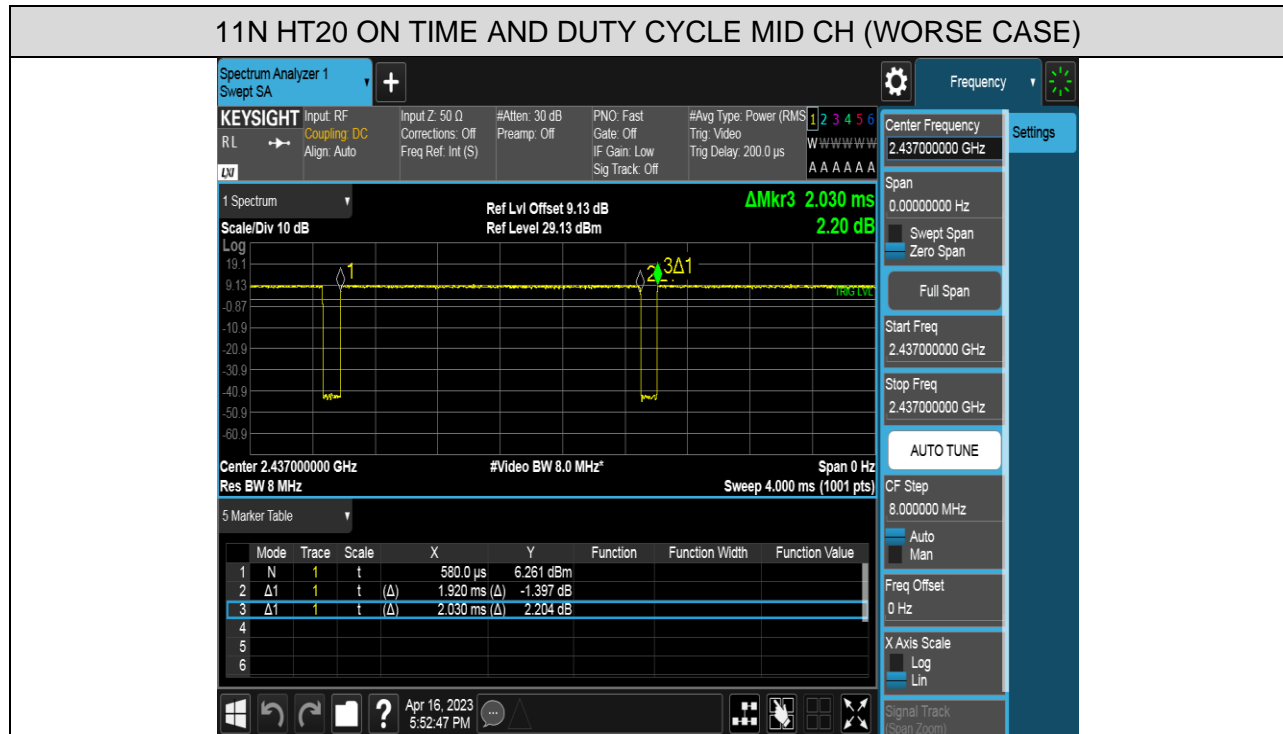 11N HT20 ON TIME AND DUTY CYCLE MID CH (WORSE CASE)
Spectrum Analyzer 1
Swept SA
+
Frequency
KEYSIGHT
RL
LXI
Input: RF
Coupling: DC
Align: Auto
Input Z: 50 Ω
Corrections: Off
Freq Ref: Int (S)
#Atten: 30 dB
Preamp: Off
PNO: Fast
Gate: Off
IF Gain: Low
Sig Track: Off
#Avg Type: Power (RMS
Trig: Video
Trig Delay: 200.0 µs
1 2 3 4 5 6
W W W W W W
A A A A A A
1 Spectrum
Scale/Div 10 dB
Ref Lvl Offset 9.13 dB
Ref Level 29.13 dBm
ΔMkr3 2.030 ms
2.20 dB
Log
19.1
9.13
-0.87
-10.9
-20.9
-30.9
-40.9
-50.9
-60.9
1
3Δ1
TRIG LVL
Center 2.437000000 GHz
#Video BW 8.0 MHz*
Span 0 Hz
Res BW 8 MHz
Sweep 4.000 ms (1001 pts)
5 Marker Table
Mode Trace Scale X Y Function Function Width Function Value
1 N 1 t 580.0 µs 6.261 dBm
2 Δ1 1 t (Δ) 1.920 ms (Δ) -1.397 dB
3 Δ1 1 t (Δ) 2.030 ms (Δ) 2.204 dB
4
5
6
?
Apr 16, 2023
5:52:47 PM
Center Frequency
2.437000000 GHz
Settings
Span
0.00000000 Hz
Swept Span
Zero Span
Full Span
Start Freq
2.437000000 GHz
Stop Freq
2.437000000 GHz
AUTO TUNE
CF Step
8.000000 MHz
Auto
Man
Freq Offset
0 Hz
X Axis Scale
Log
Lin
Signal Track
(Span Zoom)